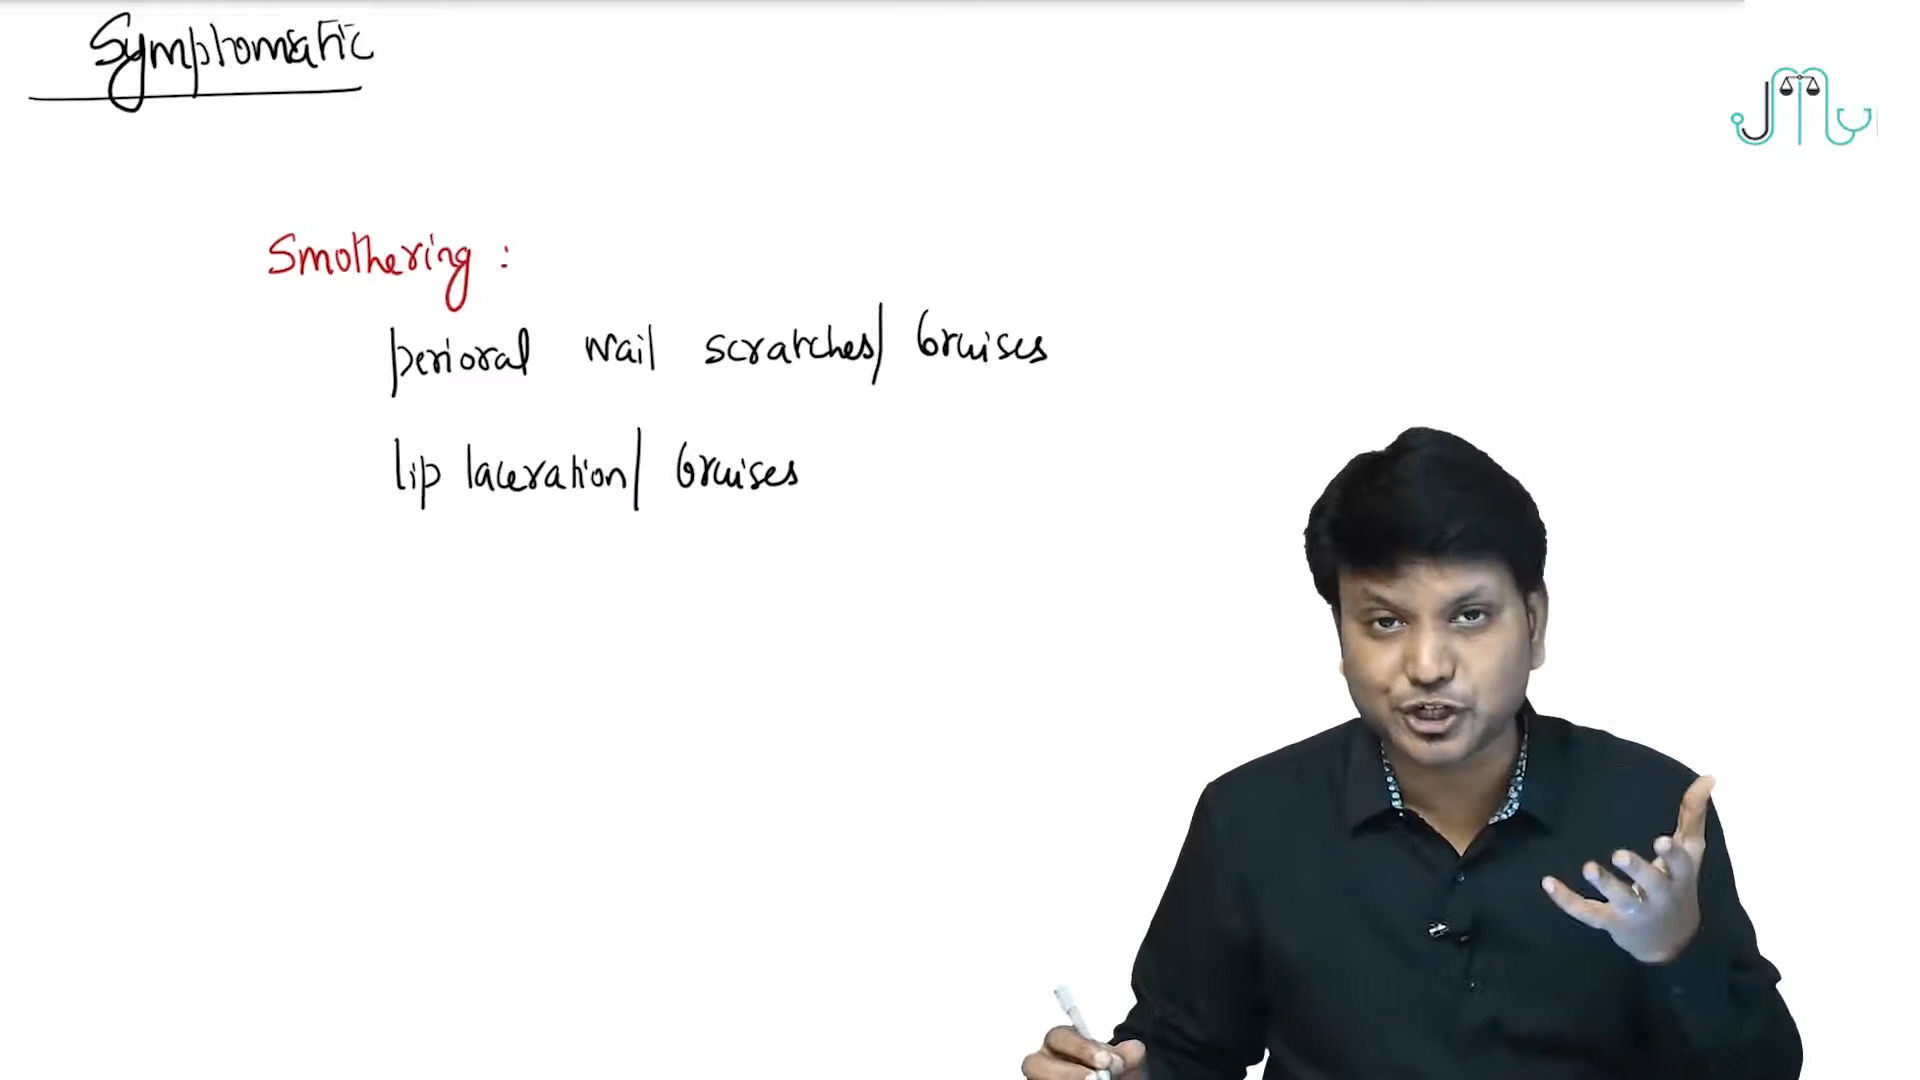 Symptomatic
Smothering :
perioral nail scratches/ bruises
lip laceration/ bruises